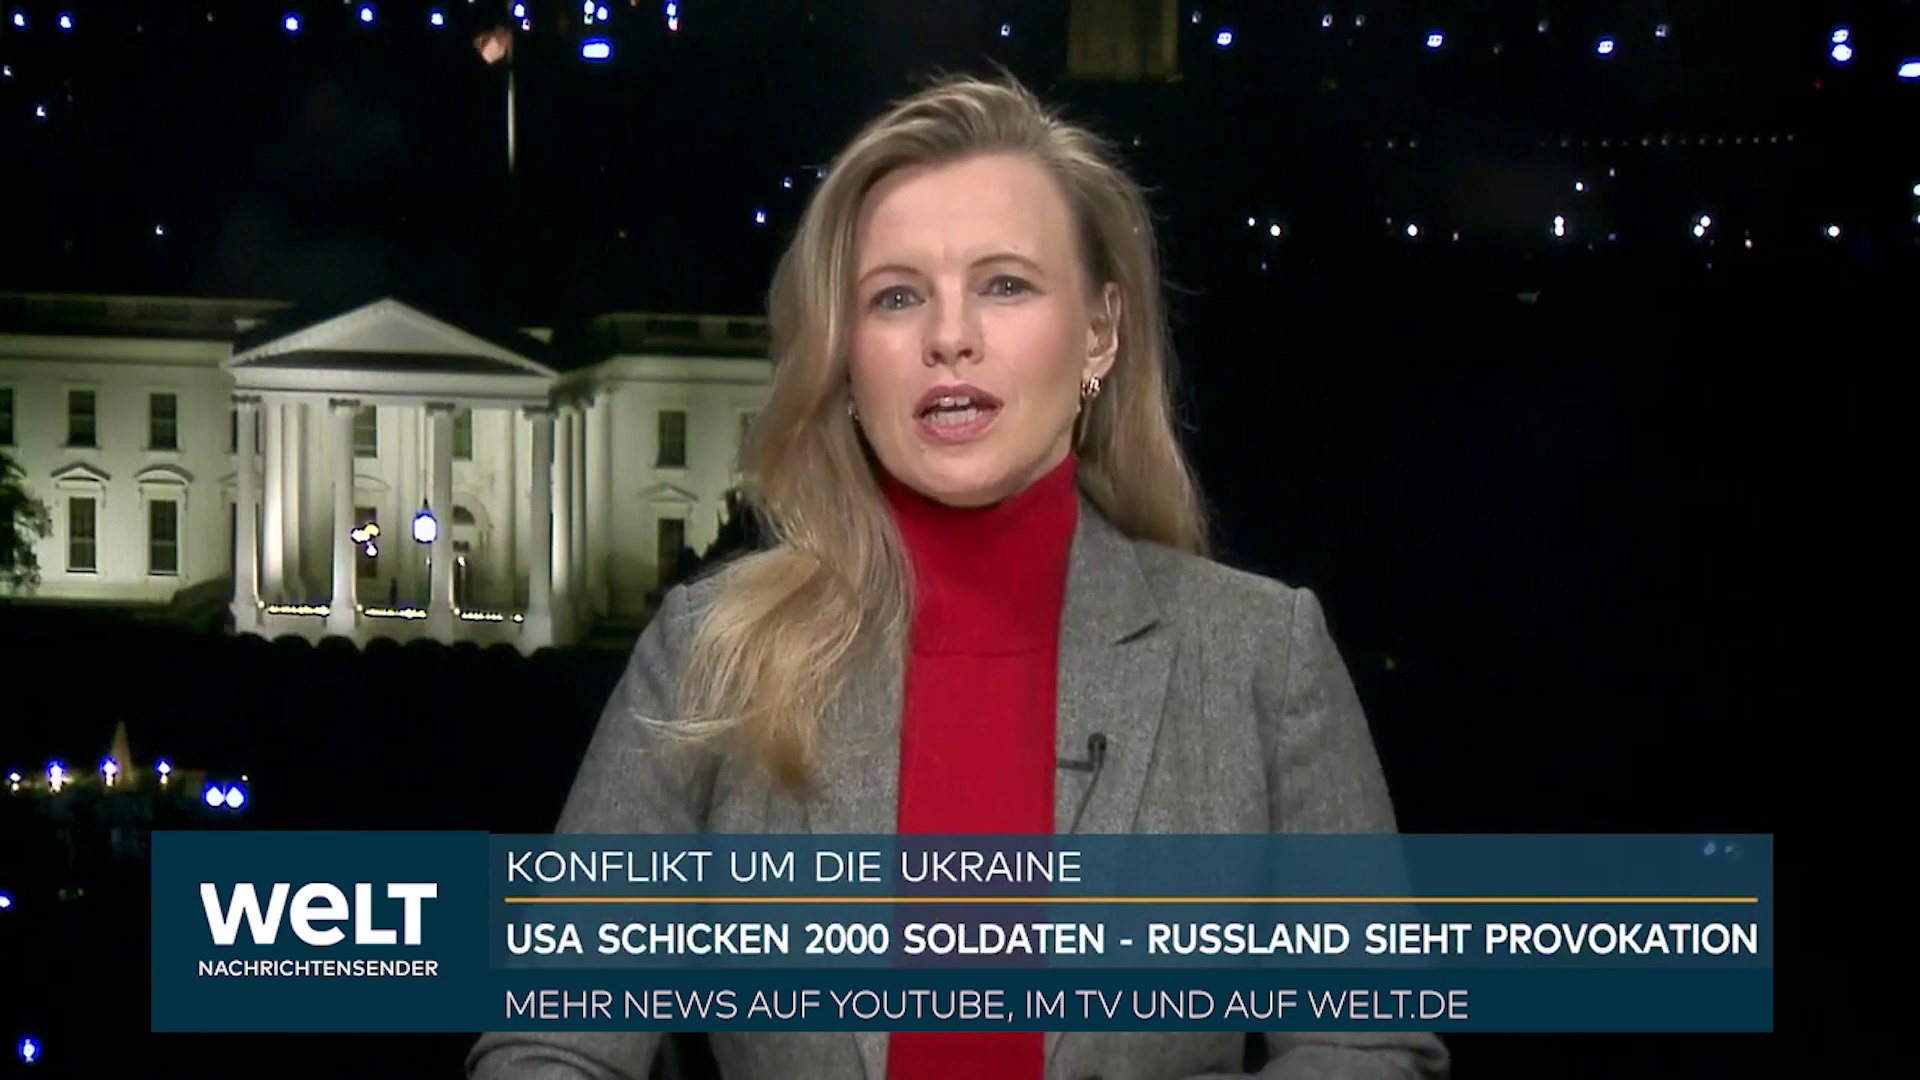 KONFLIKT UM DIE UKRAINE
USA SCHICKEN 2000 SOLDATEN - RUSSLAND SIEHT PROVOKATION
MEHR NEWS AUF YOUTUBE, IM TV UND AUF WELT.DE
WELT
NACHRICHTENSENDER